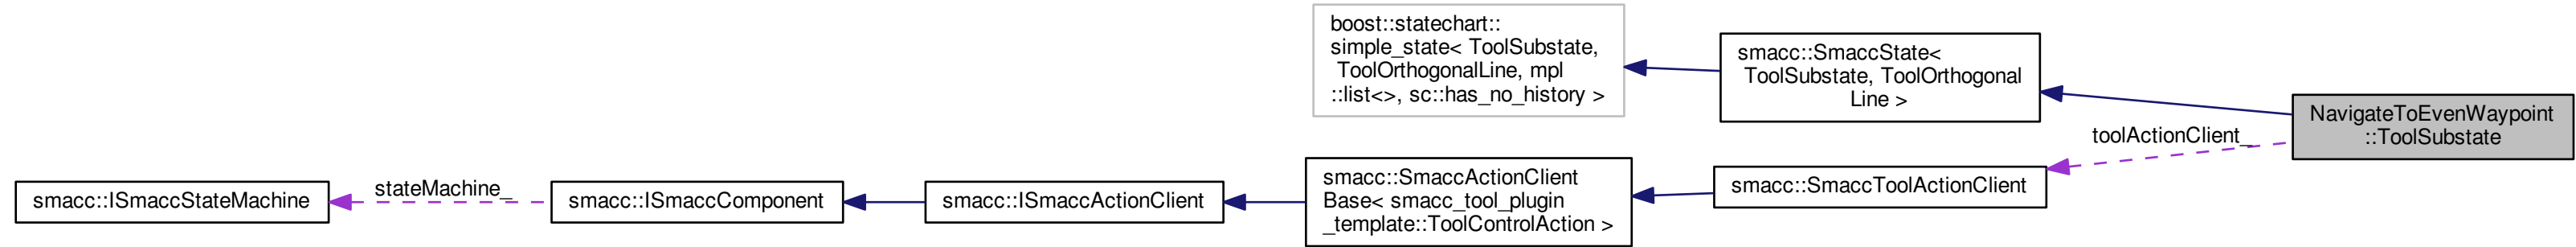 boost::statechart::
simple_state< ToolSubstate,
ToolOrthogonalLine, mpl
::list<>, sc::has_no_history >
smacc::SmaccState<
ToolSubstate, ToolOrthogonal
Line >
NavigateToEvenWaypoint
::ToolSubstate
toolActionClient_
smacc::ISmaccStateMachine
stateMachine_
smacc::ISmaccComponent
smacc::ISmaccActionClient
smacc::SmaccActionClient
Base< smacc_tool_plugin
_template::ToolControlAction >
smacc::SmaccToolActionClient